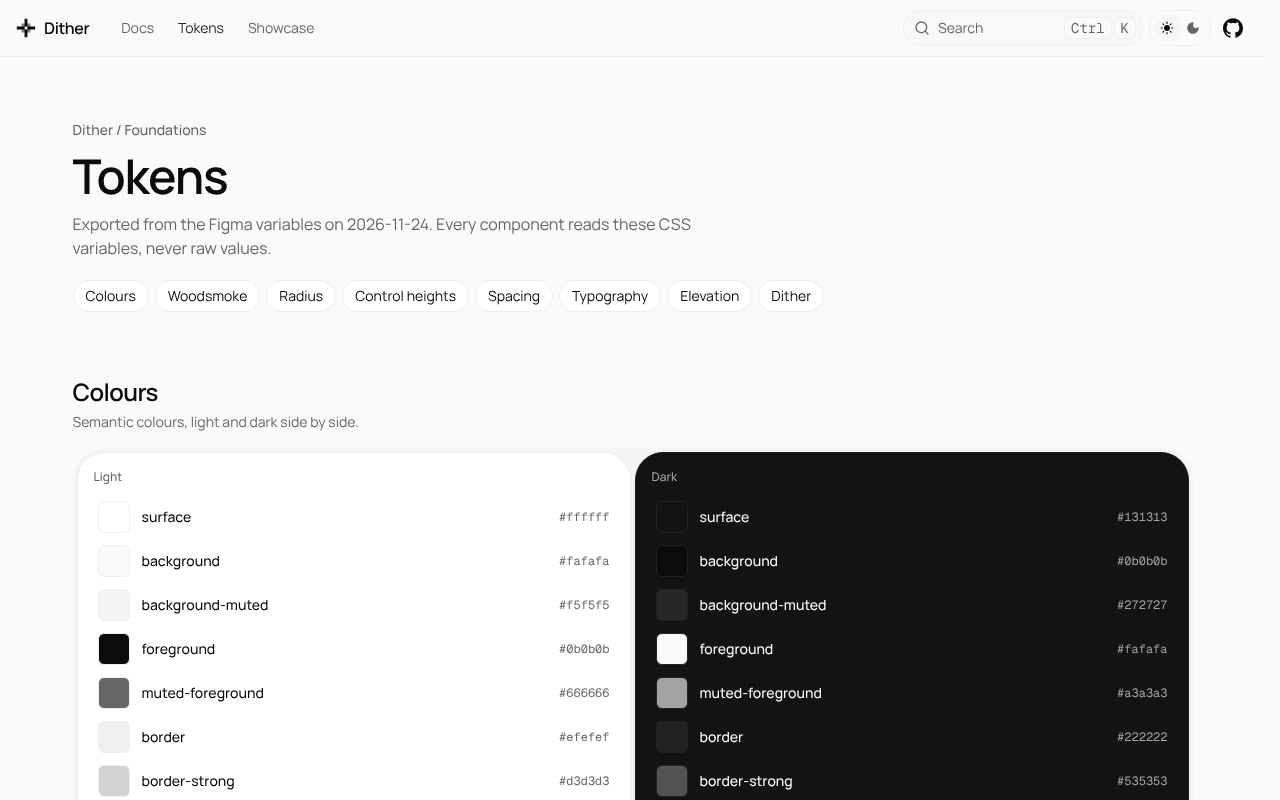 Dither
Docs
Tokens
Showcase
Search
Ctrl
K
Dither / Foundations
Tokens
Exported from the Figma variables on 2026-11-24. Every component reads these CSS
variables, never raw values.
Colours
Woodsmoke
Radius
Control heights
Spacing
Typography
Elevation
Dither
Colours
Semantic colours, light and dark side by side.
Light
surface #ffffff
background #fafafa
background-muted #f5f5f5
foreground #0b0b0b
muted-foreground #666666
border #efefef
border-strong #d3d3d3
Dark
surface #131313
background #0b0b0b
background-muted #272727
foreground #fafafa
muted-foreground #a3a3a3
border #222222
border-strong #535353